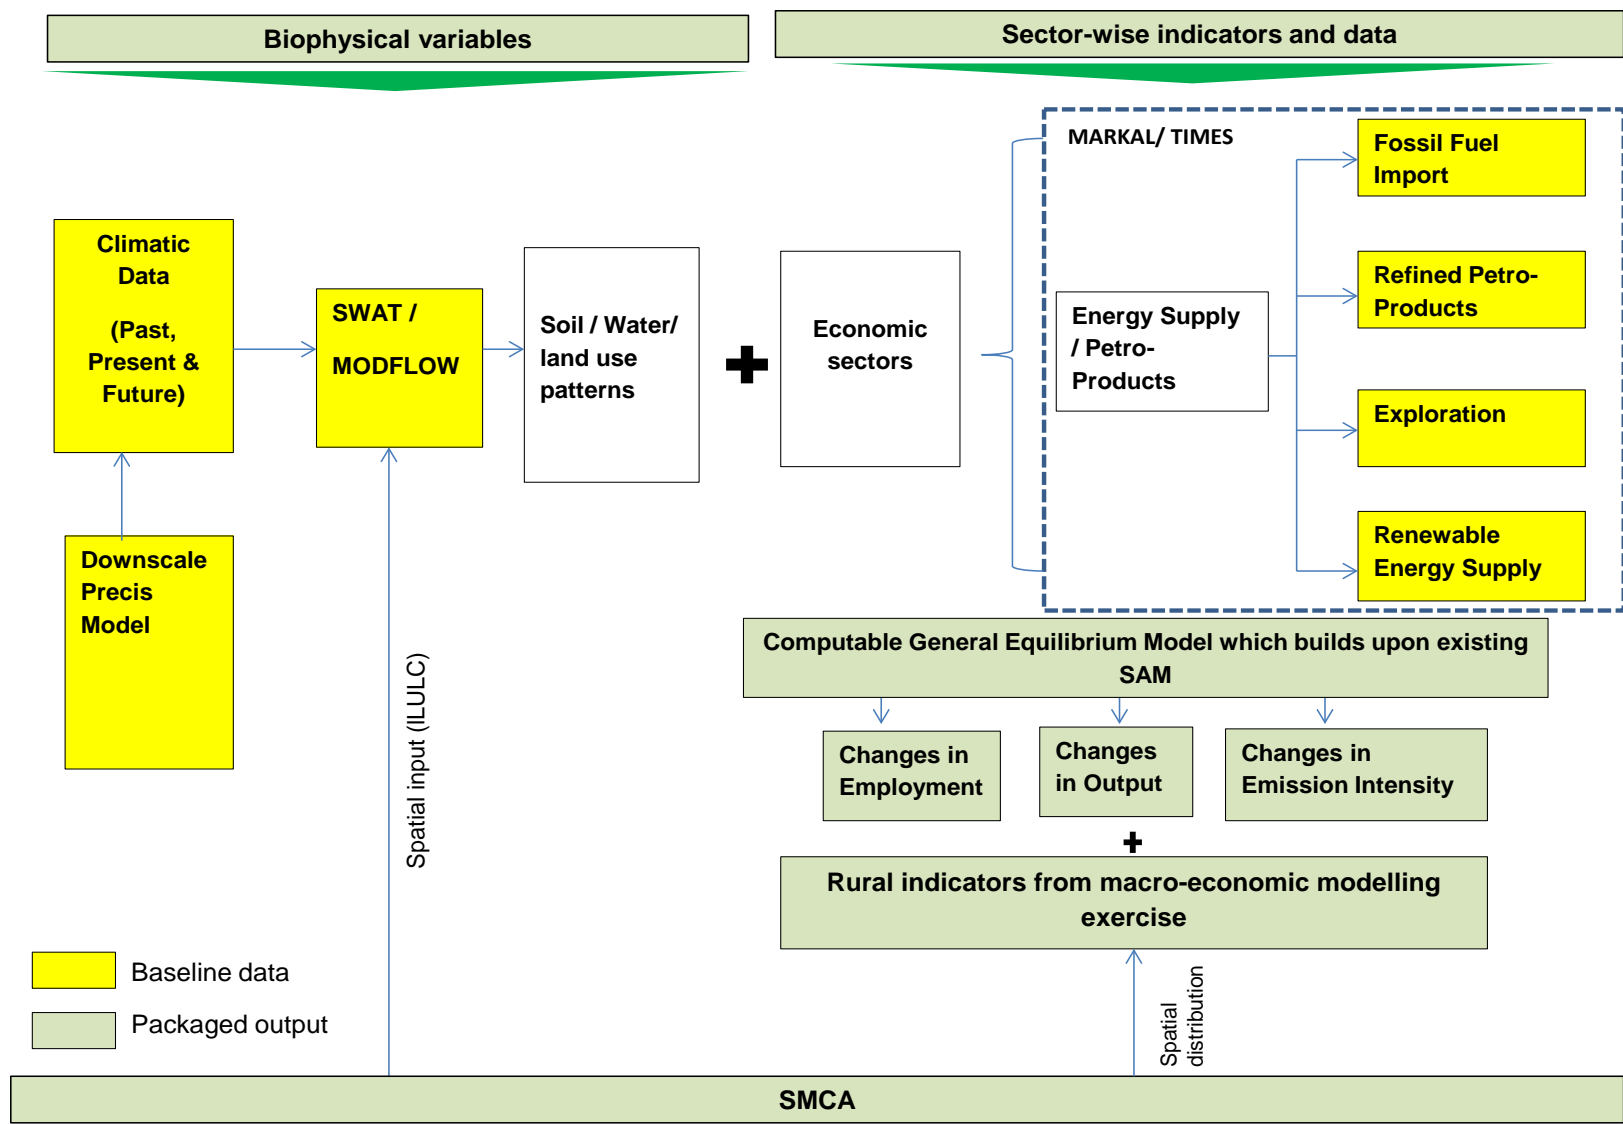 Biophysical variables
Sector-wise indicators and data
Climatic
Data
(Past,
Present &
Future)
Downscale
Precis
Model
SWAT /
MODFLOW
Soil / Water/
land use
patterns
Economic
sectors
MARKAL/ TIMES
Energy Supply
/ Petro-
Products
Fossil Fuel
Import
Refined Petro-
Products
Exploration
Renewable
Energy Supply
Computable General Equilibrium Model which builds upon existing
SAM
Changes in
Employment
Changes
in Output
Changes in
Emission Intensity
Rural indicators from macro-economic modelling
exercise
Spatial input (ILULC)
Spatial
distribution
Baseline data
Packaged output
SMCA